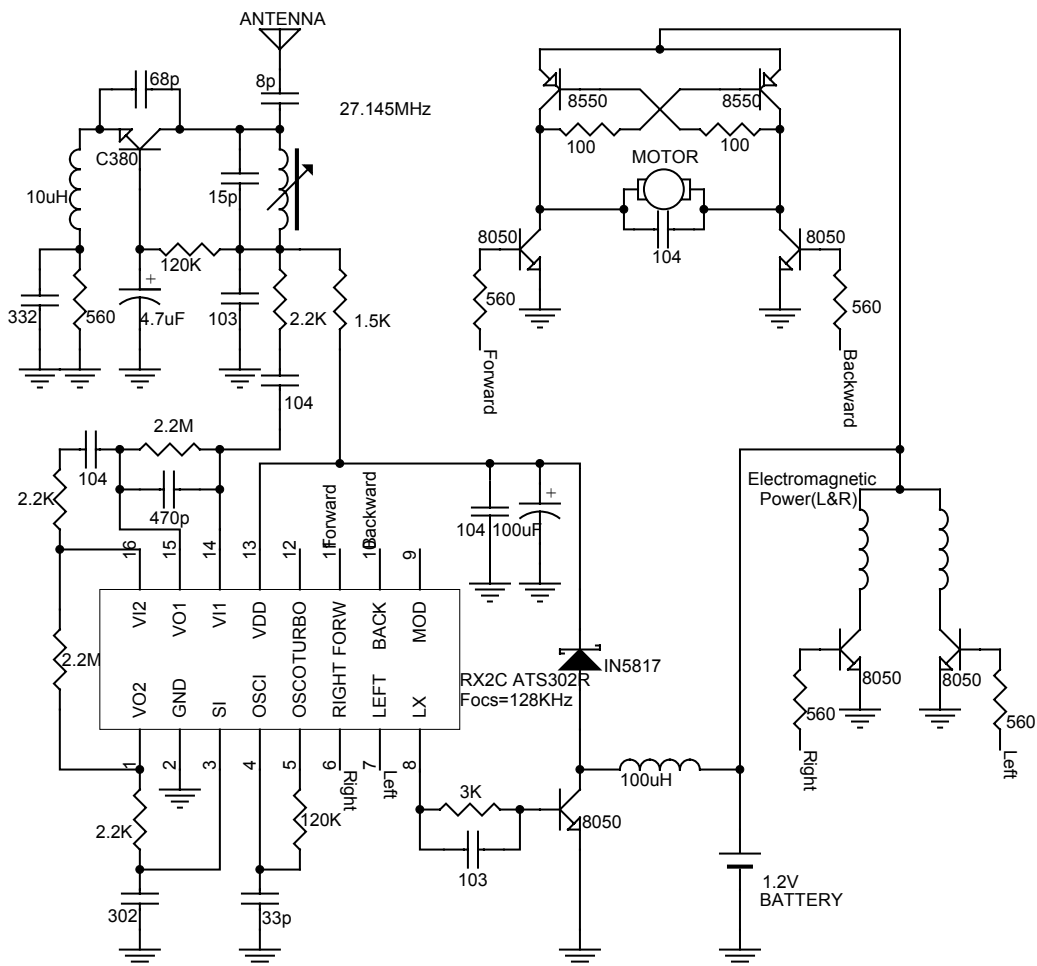 ANTENNA
68p
8p
27.145MHz
8550
8550
C380
100
100
MOTOR
10uH
15p
8050
8050
120K
104
+
332
560
4.7uF
103
2.2K
1.5K
560
560
Forward
Backward
104
2.2M
104
2.2K
470p
Electromagnetic
Power(L&R)
Forward
Backward
104
100uF
+
16
15
14
13
12
11
10
9
VI2
VO1
VI1
VDD
OSCOTURBO
RIGHT FORW
BACK
MOD
2.2M
IN5817
RX2C ATS302R
Focs=128KHz
VO2
GND
SI
OSCI
OSCOTURBO
RIGHT FORW
LEFT
LX
8050
8050
560
560
Right
Left
1
2
3
4
5
6
7
8
Right
Left
100uH
2.2K
120K
3K
8050
103
1.2V
BATTERY
302
33p